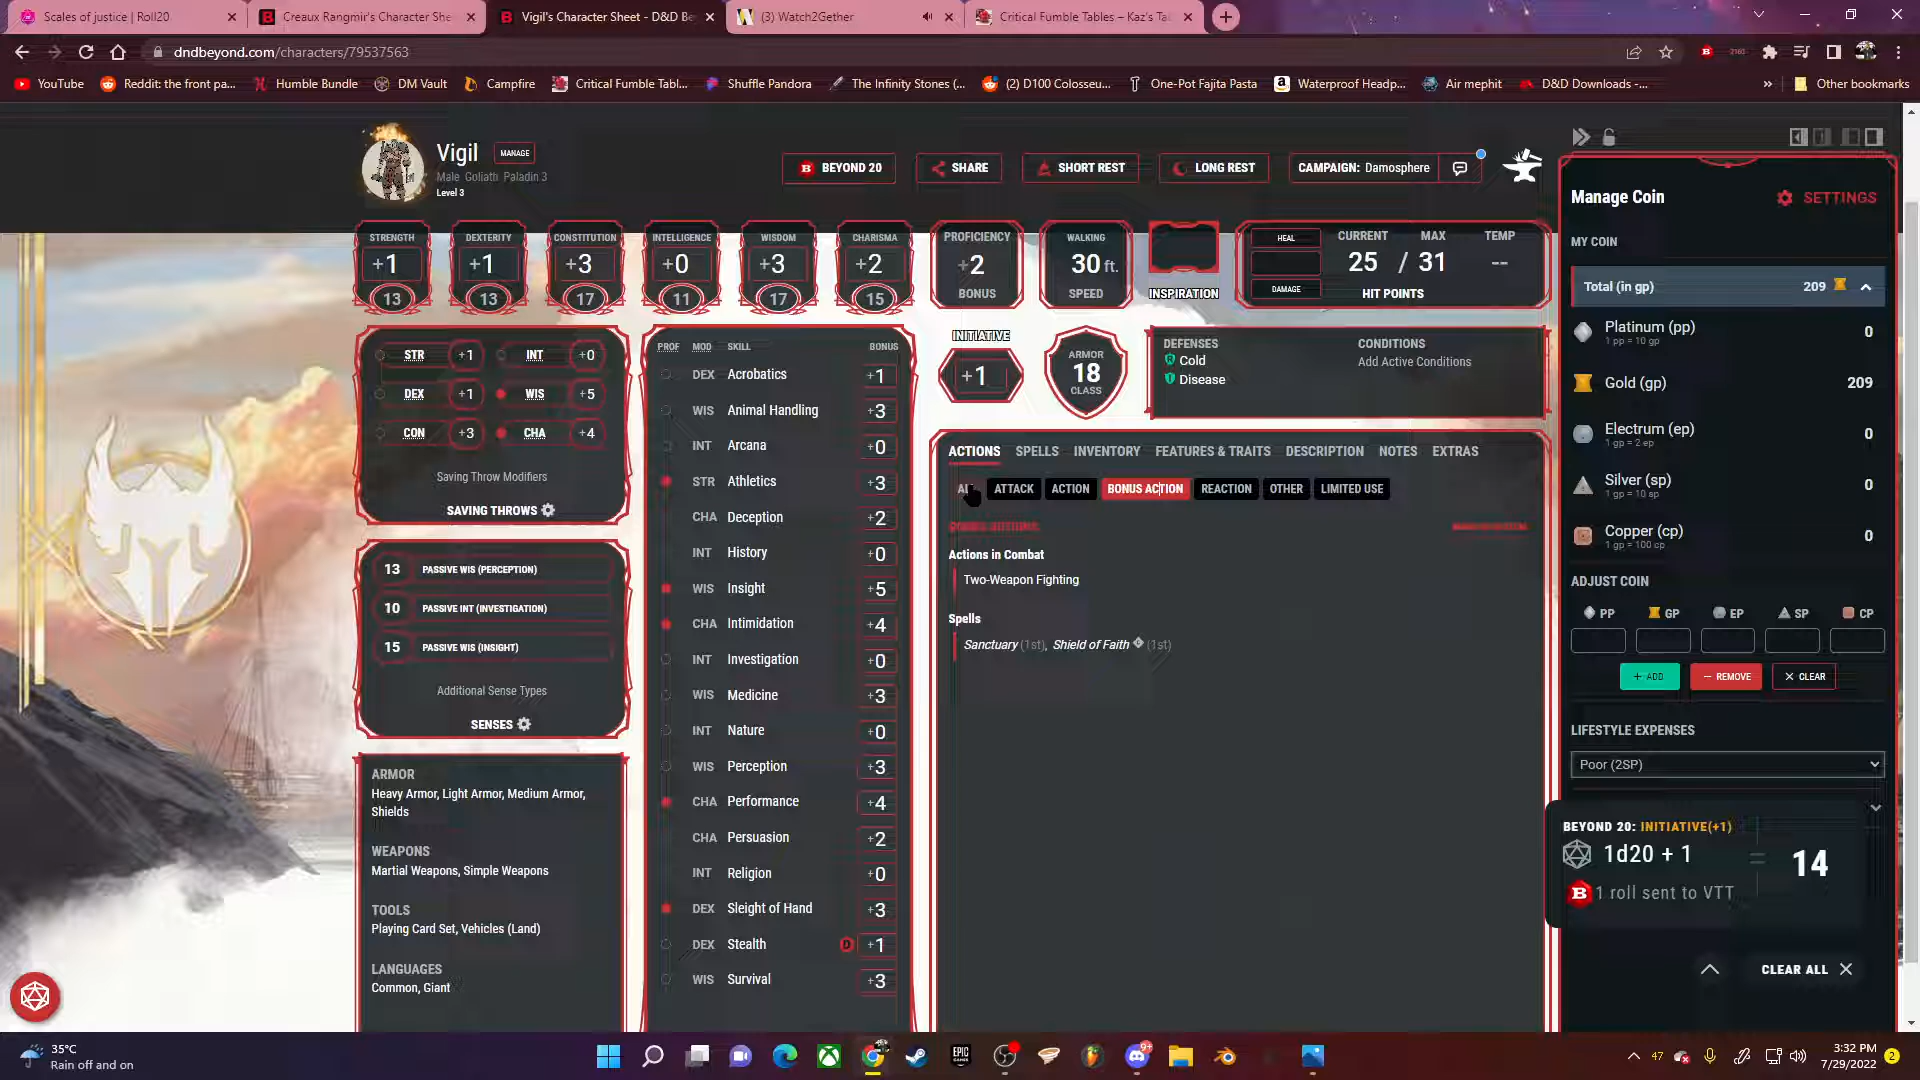 Scales of justice | Roll20
Creaux Rangmir's Character She
Vigil's Character Sheet - D&D Be
(3) Watch2Gether
Critical Fumble Tables – Kaz's Ta
dndbeyond.com/characters/79537563
YouTube
Reddit: the front pa...
Humble Bundle
DM Vault
Campfire
Critical Fumble Tabl...
Shuffle Pandora
The Infinity Stones (...
(2) D100 Colosseu...
One-Pot Fajita Pasta
Waterproof Headp...
Air mephit
D&D Downloads -...
»
Other bookmarks
Vigil
MANAGE
Male Goliath Paladin 3
Level 3
BEYOND 20
SHARE
SHORT REST
LONG REST
CAMPAIGN: Damosphere
STRENGTH
+1
13
DEXTERITY
+1
13
CONSTITUTION
+3
17
INTELLIGENCE
+0
11
WISDOM
+3
17
CHARISMA
+2
15
PROFICIENCY
+2
BONUS
WALKING
30 ft.
SPEED
INSPIRATION
HEAL
DAMAGE
CURRENT MAX TEMP
25 / 31 --
HIT POINTS
STR +1
INT +0
DEX +1
WIS +5
CON +3
CHA +4
Saving Throw Modifiers
SAVING THROWS
13 PASSIVE WIS (PERCEPTION)
10 PASSIVE INT (INVESTIGATION)
15 PASSIVE WIS (INSIGHT)
Additional Sense Types
SENSES
ARMOR
Heavy Armor, Light Armor, Medium Armor,
Shields
WEAPONS
Martial Weapons, Simple Weapons
TOOLS
Playing Card Set, Vehicles (Land)
LANGUAGES
Common, Giant
PROF MOD SKILL BONUS
DEX Acrobatics +1
WIS Animal Handling +3
INT Arcana +0
STR Athletics +3
CHA Deception +2
INT History +0
WIS Insight +5
CHA Intimidation +4
INT Investigation +0
WIS Medicine +3
INT Nature +0
WIS Perception +3
CHA Performance +4
CHA Persuasion +2
INT Religion +0
DEX Sleight of Hand +3
DEX Stealth D +1
WIS Survival +3
INITIATIVE
+1
ARMOR
18
CLASS
DEFENSES
Cold
Disease
CONDITIONS
Add Active Conditions
ACTIONS SPELLS INVENTORY FEATURES & TRAITS DESCRIPTION NOTES EXTRAS
ATTACK ACTION BONUS ACTION REACTION OTHER LIMITED USE
Actions in Combat
Two-Weapon Fighting
Spells
Sanctuary (1st), Shield of Faith (1st)
Manage Coin
SETTINGS
MY COIN
Total (in gp) 209
Platinum (pp) 0
1 pp = 10 gp
Gold (gp) 209
Electrum (ep) 0
1 gp = 2 ep
Silver (sp) 0
1 gp = 10 sp
Copper (cp) 0
1 gp = 100 cp
ADJUST COIN
PP GP EP SP CP
+ ADD
− REMOVE
× CLEAR
LIFESTYLE EXPENSES
Poor (2SP)
BEYOND 20: INITIATIVE(+1)
1d20 + 1 = 14
1 roll sent to VTT
CLEAR ALL
35°C
Rain off and on
EPIC
9+
47
3:32 PM
7/29/2022
2